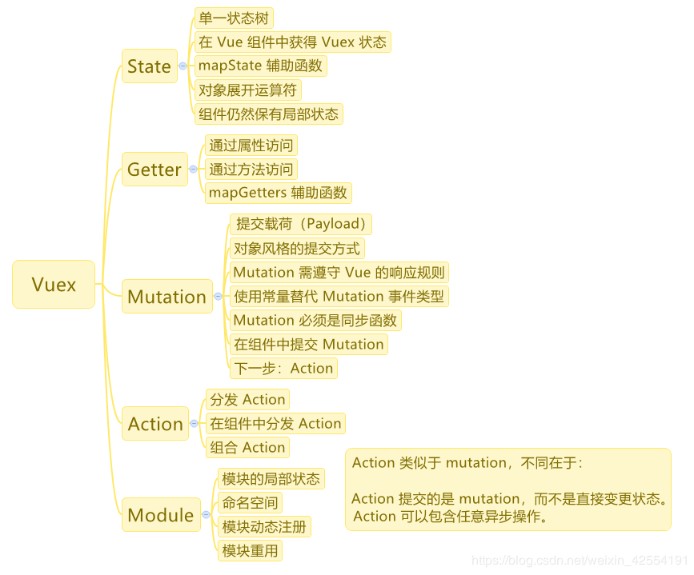 Vuex
State
单一状态树
在 Vue 组件中获得 Vuex 状态
mapState 辅助函数
对象展开运算符
组件仍然保有局部状态
Getter
通过属性访问
通过方法访问
mapGetters 辅助函数
Mutation
提交载荷（Payload）
对象风格的提交方式
Mutation 需遵守 Vue 的响应规则
使用常量替代 Mutation 事件类型
Mutation 必须是同步函数
在组件中提交 Mutation
下一步：Action
Action
分发 Action
在组件中分发 Action
组合 Action
Module
模块的局部状态
命名空间
模块动态注册
模块重用
Action 类似于 mutation，不同在于：
Action 提交的是 mutation，而不是直接变更状态。
Action 可以包含任意异步操作。
https://blog.csdn.net/weixin_42554191